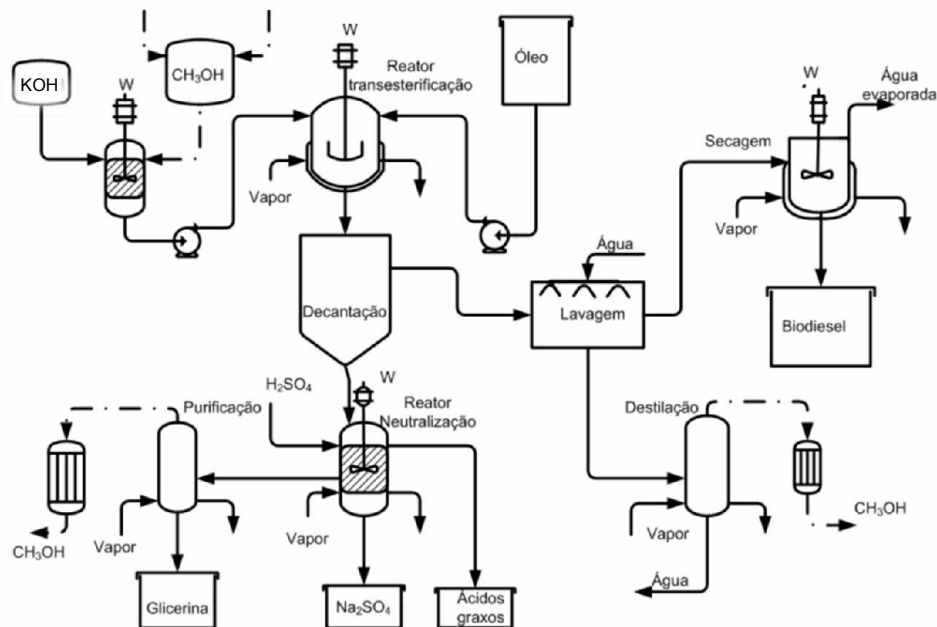 W
Óleo
CH₃OH
Reator
transesterificação
KOH
W
W
Água
evaporada
Secagem
Vapor
Vapor
Água
Decantação
Lavagem
Biodiesel
H₂SO₄
W
Purificação
Reator
Neutralização
Destilação
CH₃OH
Vapor
Vapor
Vapor
CH₃OH
Água
Glicerina
Na₂SO₄
Ácidos
graxos